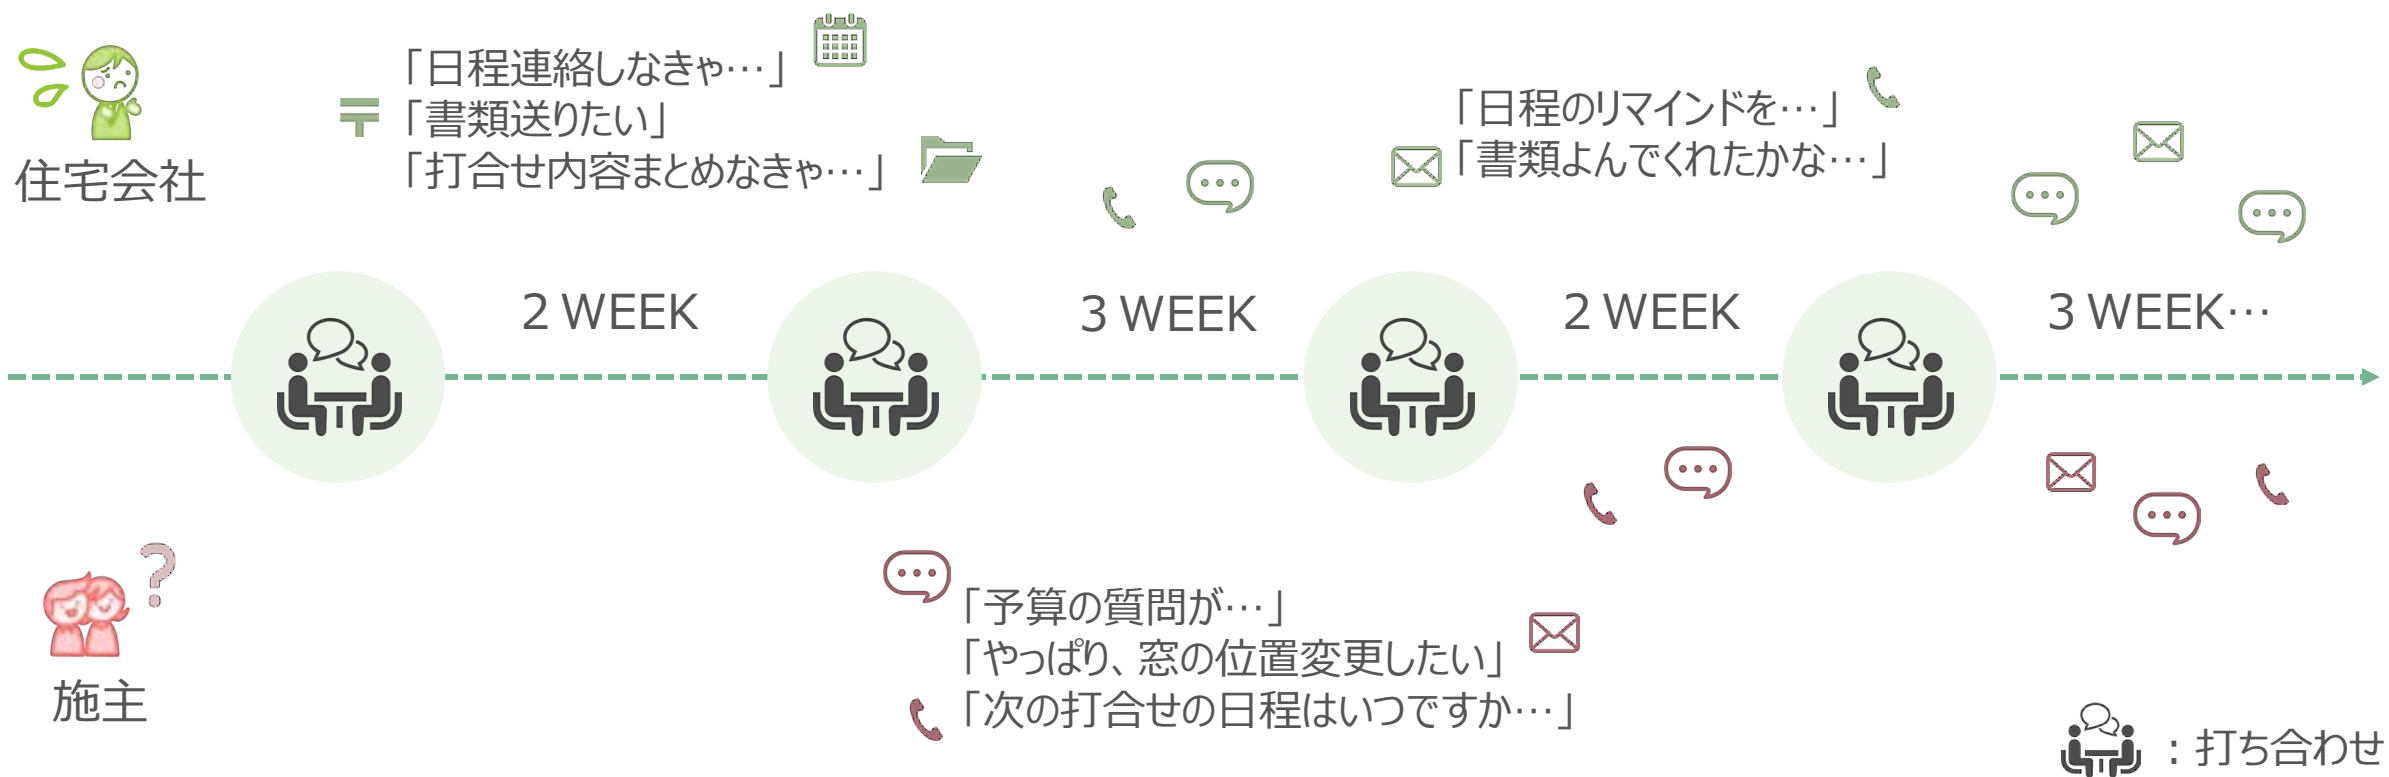 「日程連絡しなきゃ…」
「書類送りたい」
「打合せ内容まとめなきゃ…」
「日程のリマインドを…」
「書類よんでくれたかな…」
住宅会社
2 WEEK
3 WEEK
2 WEEK
3 WEEK…
?
「予算の質問が…」
「やっぱり、窓の位置変更したい」
「次の打合せの日程はいつですか…」
施主
：打ち合わせ